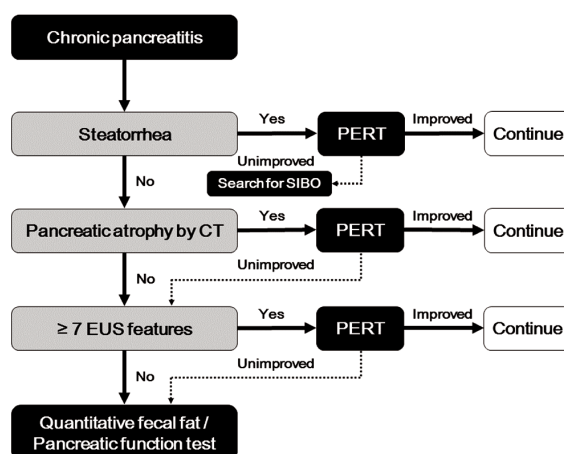 Chronic pancreatitis
Steatorrhea
Yes
PERT
Improved
Continue
Unimproved
Search for SIBO
No
Pancreatic atrophy by CT
Yes
PERT
Improved
Continue
Unimproved
No
≥ 7 EUS features
Yes
PERT
Improved
Continue
Unimproved
No
Quantitative fecal fat /
Pancreatic function test